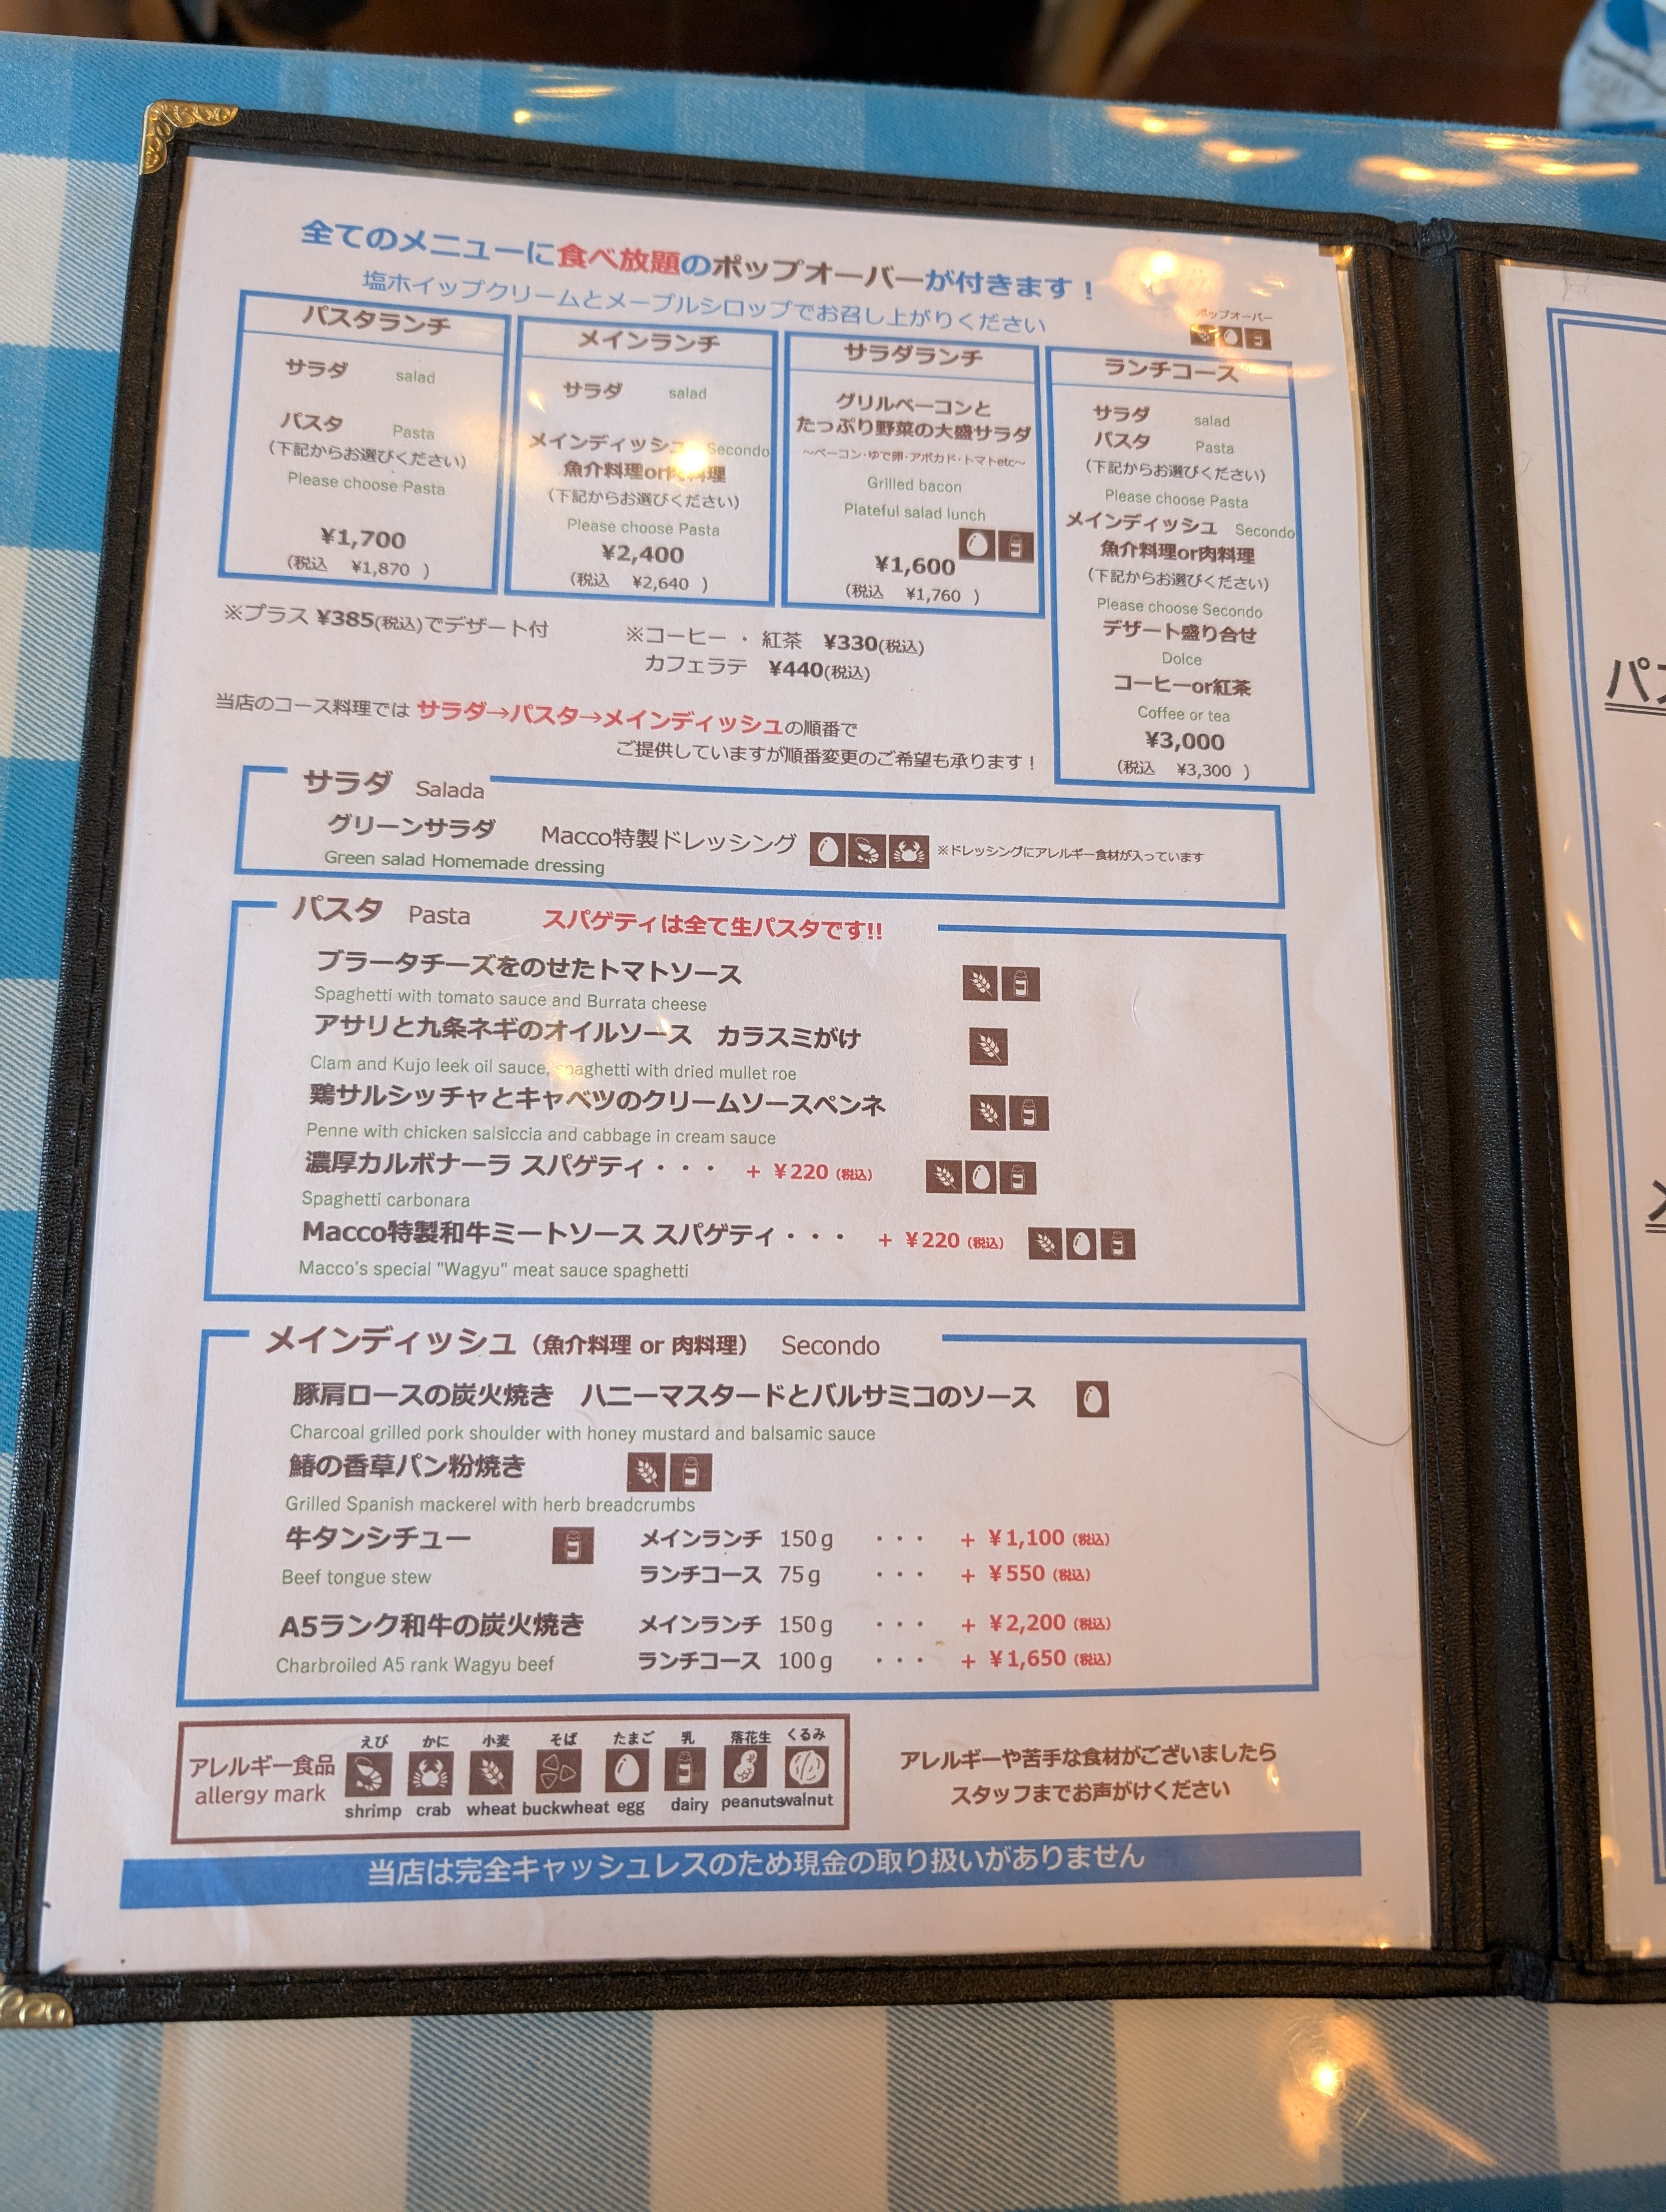 全てのメニューに食べ放題のポップオーバーが付きます！
塩ホイップクリームとメープルシロップでお召し上がりください
ポップオーバー
パスタランチ
サラダ salad
パスタ Pasta
(下記からお選びください)
Please choose Pasta
¥1,700
(税込 ¥1,870 )
メインランチ
サラダ salad
メインディッシュ Secondo
魚介料理or肉料理
(下記からお選びください)
Please choose Pasta
¥2,400
(税込 ¥2,640 )
サラダランチ
グリルベーコンと
たっぷり野菜の大盛サラダ
～ベーコン・ゆで卵・アボカド・トマトetc～
Grilled bacon
Plateful salad lunch
¥1,600
(税込 ¥1,760 )
ランチコース
サラダ salad
パスタ Pasta
(下記からお選びください)
Please choose Pasta
メインディッシュ Secondo
魚介料理or肉料理
(下記からお選びください)
Please choose Secondo
デザート盛り合せ
Dolce
コーヒーor紅茶
Coffee or tea
¥3,000
(税込 ¥3,300 )
※プラス ¥385(税込)でデザート付
※コーヒー ・ 紅茶 ¥330(税込)
カフェラテ ¥440(税込)
当店のコース料理では サラダ→パスタ→メインディッシュの順番で
ご提供していますが順番変更のご希望も承ります！
サラダ Salada
グリーンサラダ Macco特製ドレッシング ※ドレッシングにアレルギー食材が入っています
Green salad Homemade dressing
パスタ Pasta スパゲティは全て生パスタです!!
ブラータチーズをのせたトマトソース
Spaghetti with tomato sauce and Burrata cheese
アサリと九条ネギのオイルソース カラスミがけ
Clam and Kujo leek oil sauce, spaghetti with dried mullet roe
鶏サルシッチャとキャベツのクリームソースペンネ
Penne with chicken salsiccia and cabbage in cream sauce
濃厚カルボナーラ スパゲティ・・・ + ¥220 (税込)
Spaghetti carbonara
Macco特製和牛ミートソース スパゲティ・・・ + ¥220 (税込)
Macco's special "Wagyu" meat sauce spaghetti
メインディッシュ（魚介料理 or 肉料理） Secondo
豚肩ロースの炭火焼き ハニーマスタードとバルサミコのソース
Charcoal grilled pork shoulder with honey mustard and balsamic sauce
鰆の香草パン粉焼き
Grilled Spanish mackerel with herb breadcrumbs
牛タンシチュー メインランチ 150g ・・・ + ¥1,100 (税込)
Beef tongue stew ランチコース 75g ・・・ + ¥550 (税込)
A5ランク和牛の炭火焼き メインランチ 150g ・・・ + ¥2,200 (税込)
Charbroiled A5 rank Wagyu beef ランチコース 100g ・・・ + ¥1,650 (税込)
アレルギー食品
allergy mark
えび かに 小麦 そば たまご 乳 落花生 くるみ
shrimp crab wheat buckwheat egg dairy peanuts walnut
アレルギーや苦手な食材がございましたら
スタッフまでお声がけください
当店は完全キャッシュレスのため現金の取り扱いがありません